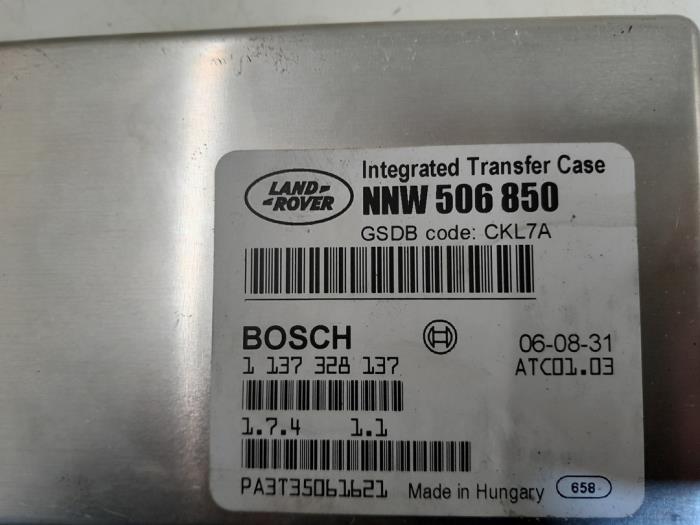 LAND-
-ROVER
Integrated Transfer Case
NNW 506 850
GSDB code: CKL7A
BOSCH
06-08-31
1 137 328 137
ATC01.03
1.7.4 1.1
PA3T35061621
Made in Hungary 658